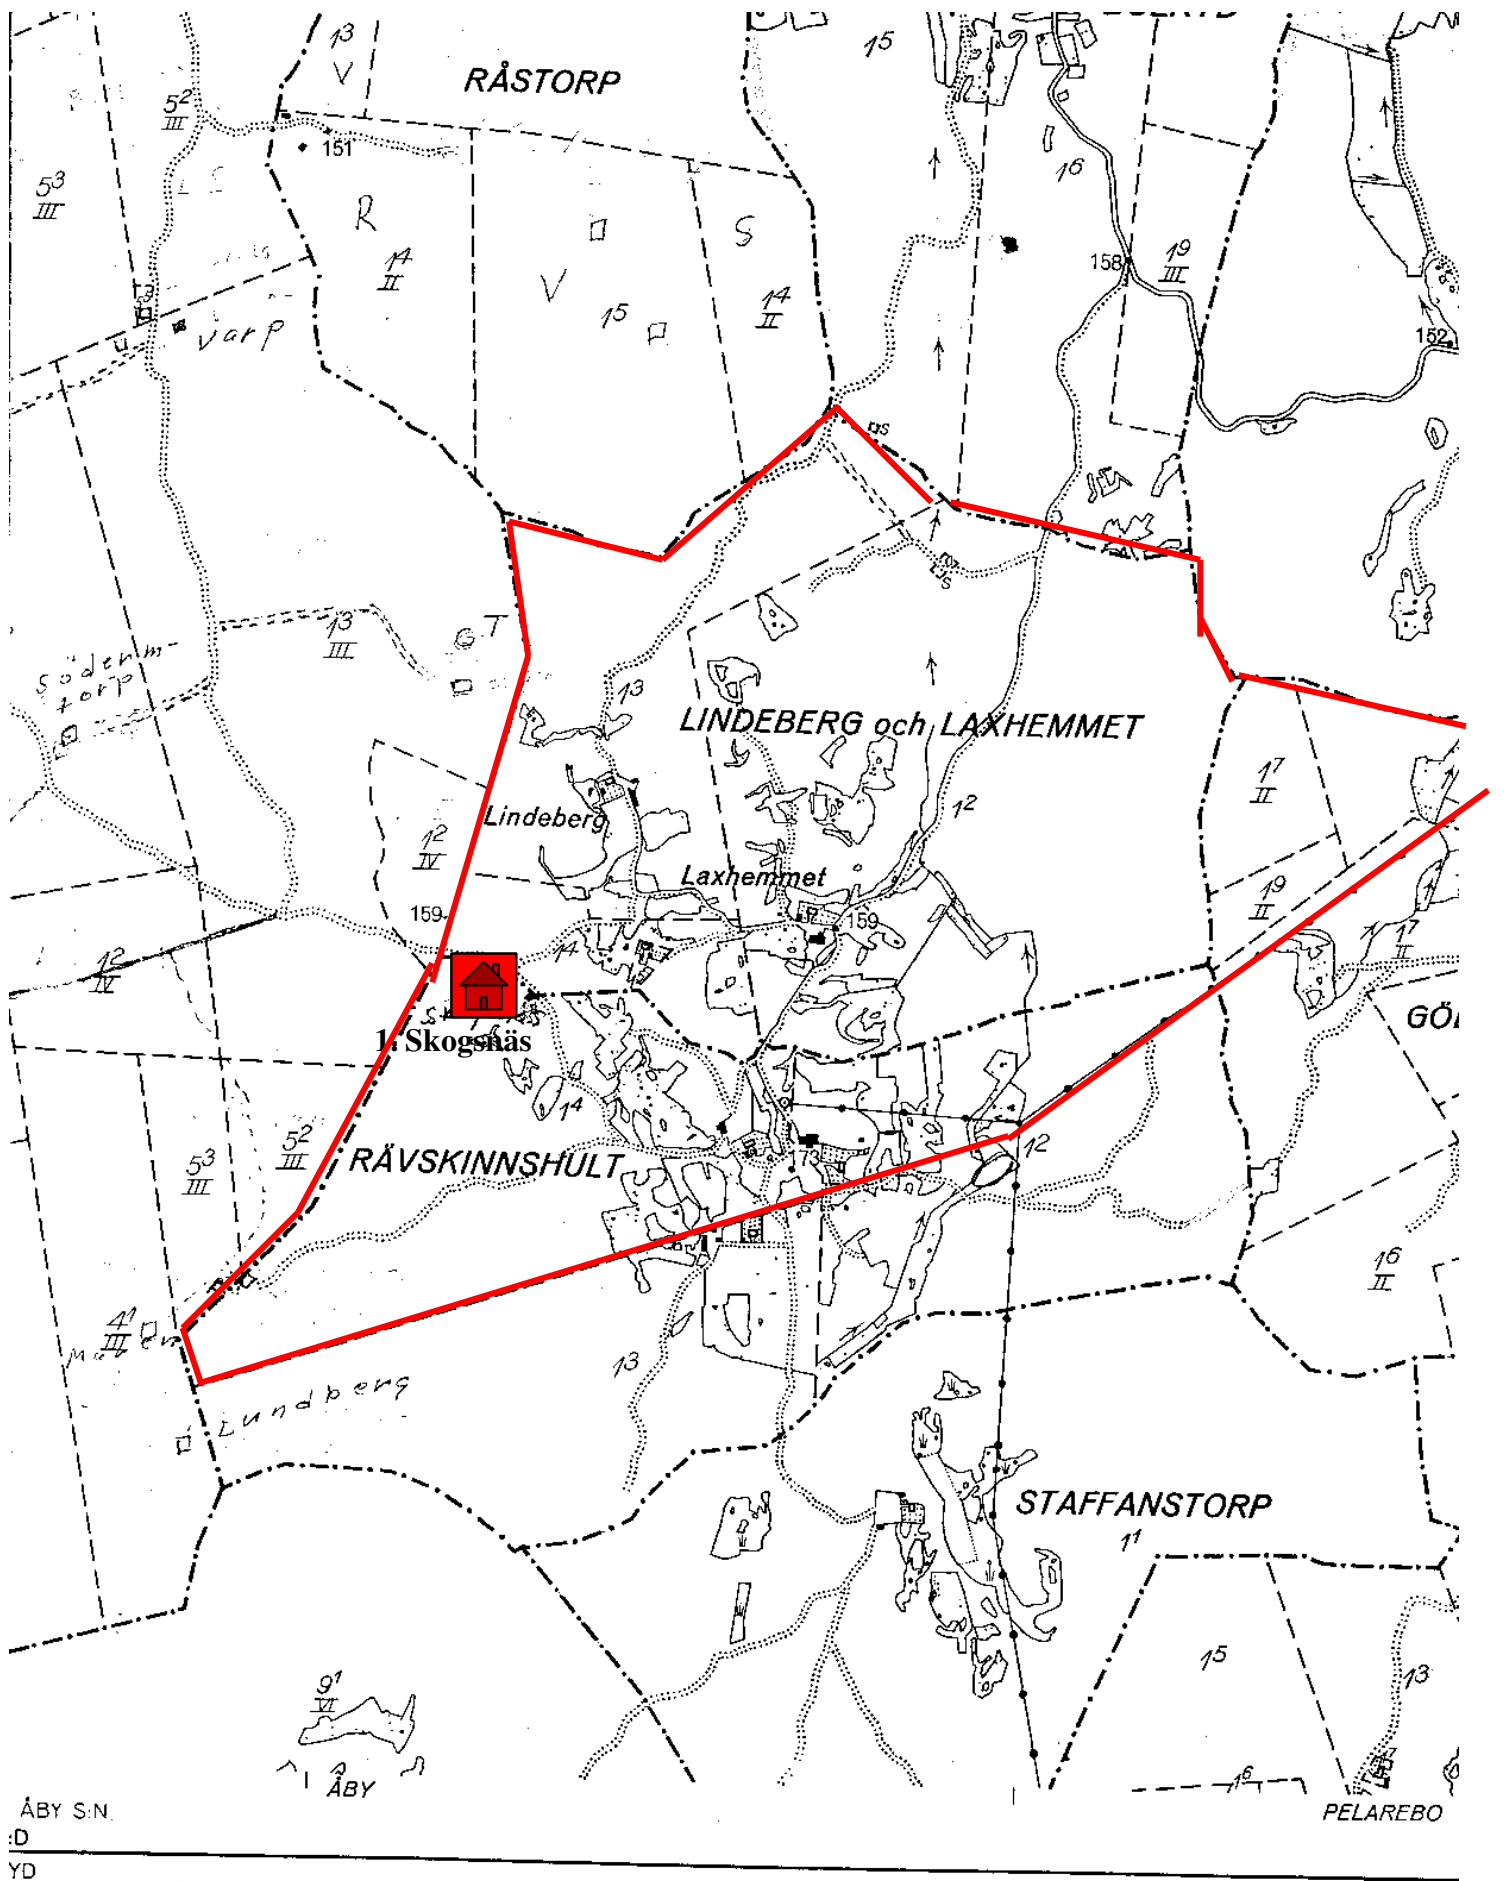 13
V
RÅSTORP
15
5²
III
151
5³
III
L S
R
14
II
V
15
S
14
II
16
158
19
III
152
Varp
S
13
III
G T
Söderm-
torp
13
LINDEBERG och LAXHEMMET
17
II
Lindeberg
12
12
IV
Laxhemmet
19
II
159
159
17
II
14
12
IV
GÖ
1. Skogsnäs
14
5²
III
5³
III
RÄVSKINNSHULT
73
12
16
II
4¹
III
13
Lundberg
STAFFANSTORP
11
15
13
9¹
VI
ÅBY
16
ÅBY S:N.
PELAREBO
:D
YD